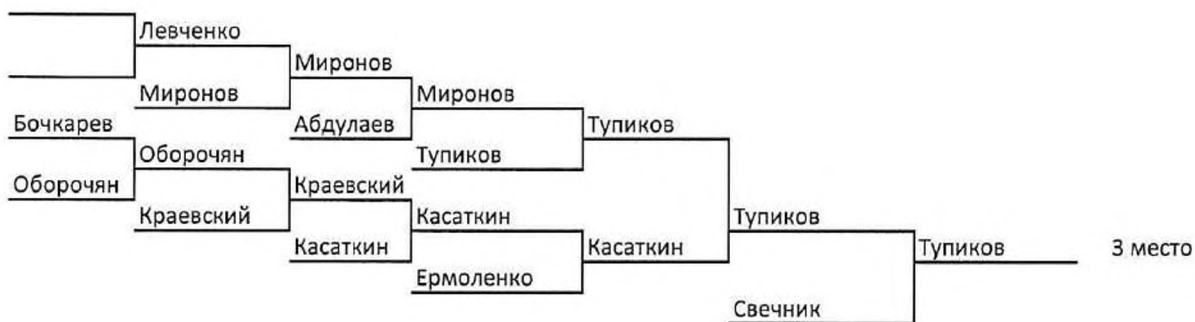 Левченко
Миронов
Миронов
Миронов
Бочкарев
Абдулаев
Тупиков
Оборочян
Тупиков
Оборочян
Краевский
Краевский
Касаткин
Тупиков
Касаткин
Касаткин
Тупиков
3 место
Ермоленко
Свечник